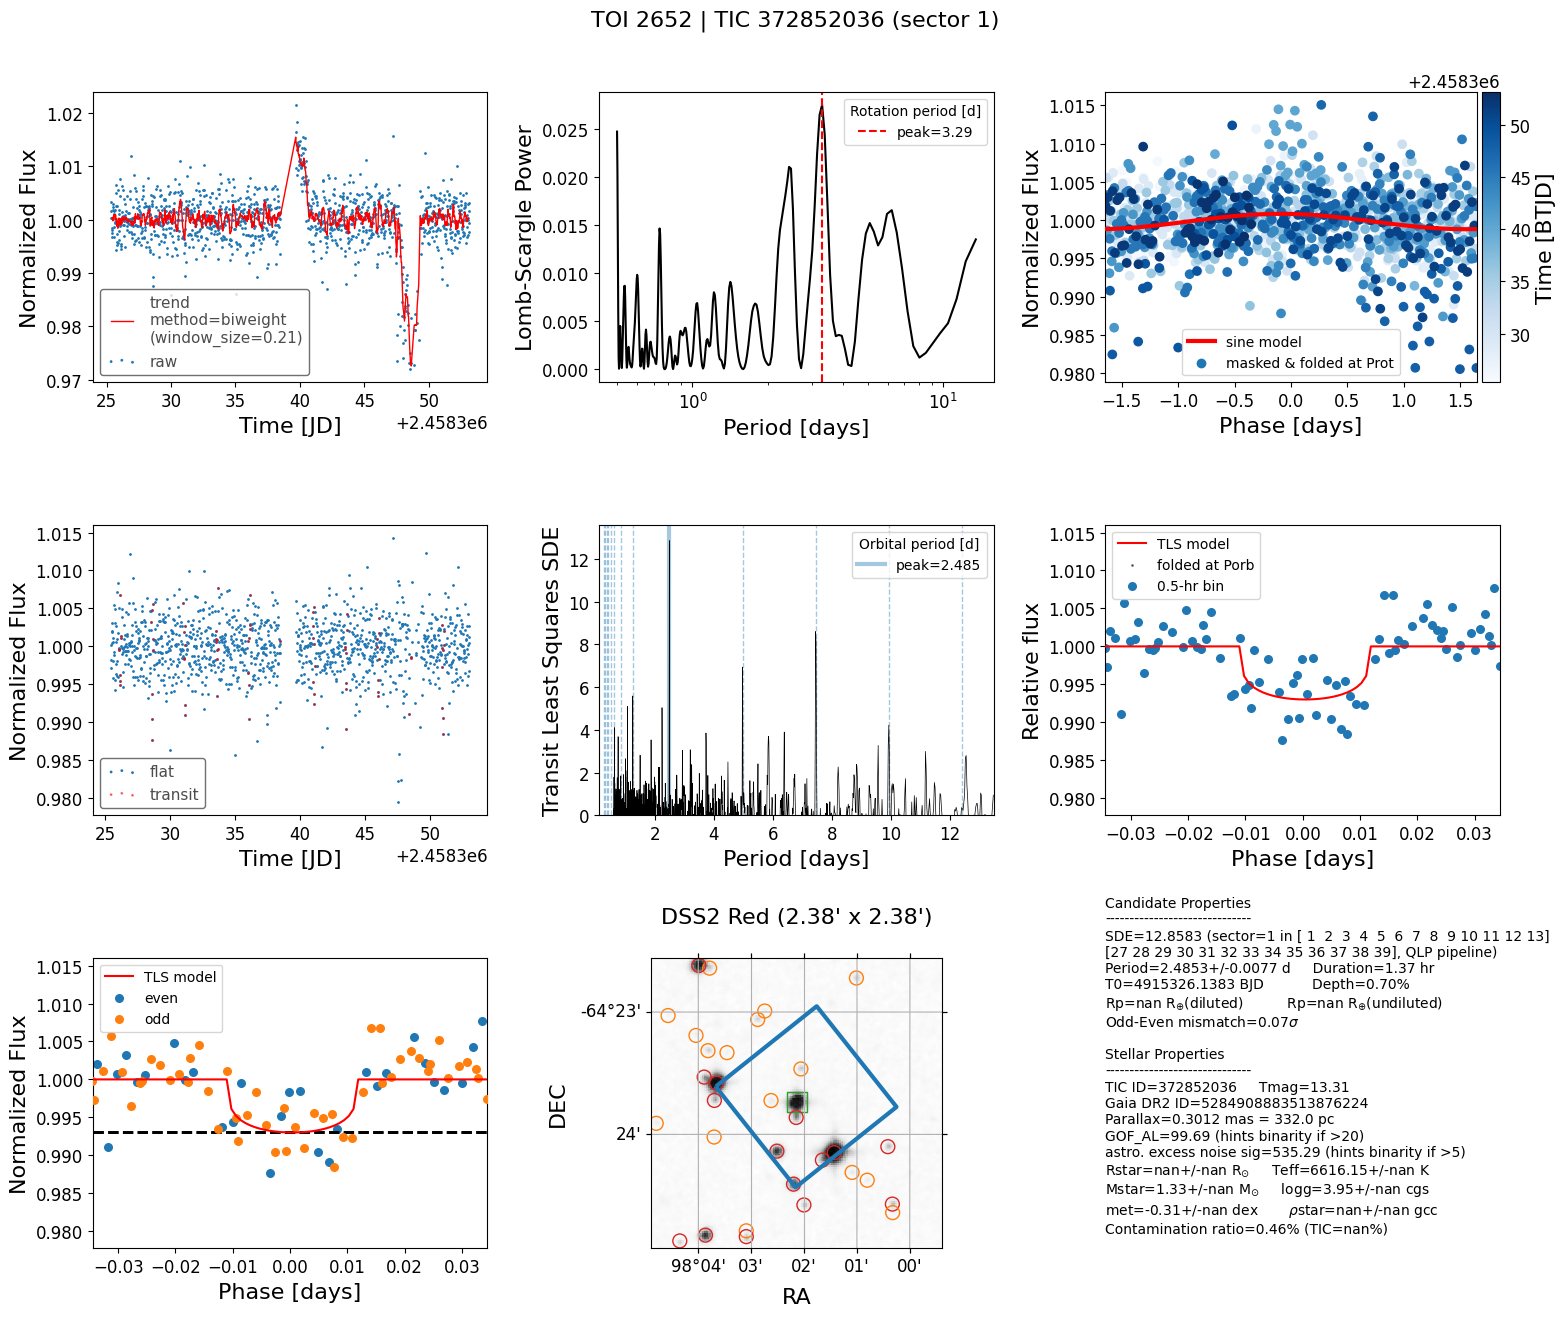 TOI 2652 | TIC 372852036 (sector 1)
Normalized Flux
1.02
1.01
1.00
0.99
0.98
0.97
trend
method=biweight
(window_size=0.21)
raw
25 30 35 40 45 50
Time [JD]
+2.4583e6
Lomb-Scargle Power
0.025
0.020
0.015
0.010
0.005
0.000
Rotation period [d]
peak=3.29
10^0 10^1
Period [days]
Normalized Flux
1.015
1.010
1.005
1.000
0.995
0.990
0.985
0.980
sine model
masked & folded at Prot
−1.5 −1.0 −0.5 0.0 0.5 1.0 1.5
Phase [days]
+2.4583e6
50
45
40
35
30
Time [BTJD]
Normalized Flux
1.015
1.010
1.005
1.000
0.995
0.990
0.985
0.980
flat
transit
25 30 35 40 45 50
Time [JD]
+2.4583e6
Transit Least Squares SDE
12
10
8
6
4
2
0
Orbital period [d]
peak=2.485
2 4 6 8 10 12
Period [days]
Relative flux
1.015
1.010
1.005
1.000
0.995
0.990
0.985
0.980
TLS model
folded at Porb
0.5-hr bin
−0.03 −0.02 −0.01 0.00 0.01 0.02 0.03
Phase [days]
Normalized Flux
1.015
1.010
1.005
1.000
0.995
0.990
0.985
0.980
TLS model
even
odd
−0.03 −0.02 −0.01 0.00 0.01 0.02 0.03
Phase [days]
DSS2 Red (2.38' x 2.38')
DEC
-64°23'
24'
98°04' 03' 02' 01' 00'
RA
Candidate Properties
------------------------------
SDE=12.8583 (sector=1 in [ 1 2 3 4 5 6 7 8 9 10 11 12 13]
[27 28 29 30 31 32 33 34 35 36 37 38 39], QLP pipeline)
Period=2.4853+/-0.0077 d Duration=1.37 hr
T0=4915326.1383 BJD Depth=0.70%
Rp=nan R⊕(diluted) Rp=nan R⊕(undiluted)
Odd-Even mismatch=0.07σ
Stellar Properties
------------------------------
TIC ID=372852036 Tmag=13.31
Gaia DR2 ID=5284908883513876224
Parallax=0.3012 mas = 332.0 pc
GOF_AL=99.69 (hints binarity if >20)
astro. excess noise sig=535.29 (hints binarity if >5)
Rstar=nan+/-nan R⊙ Teff=6616.15+/-nan K
Mstar=1.33+/-nan M⊙ logg=3.95+/-nan cgs
met=-0.31+/-nan dex ρstar=nan+/-nan gcc
Contamination ratio=0.46% (TIC=nan%)